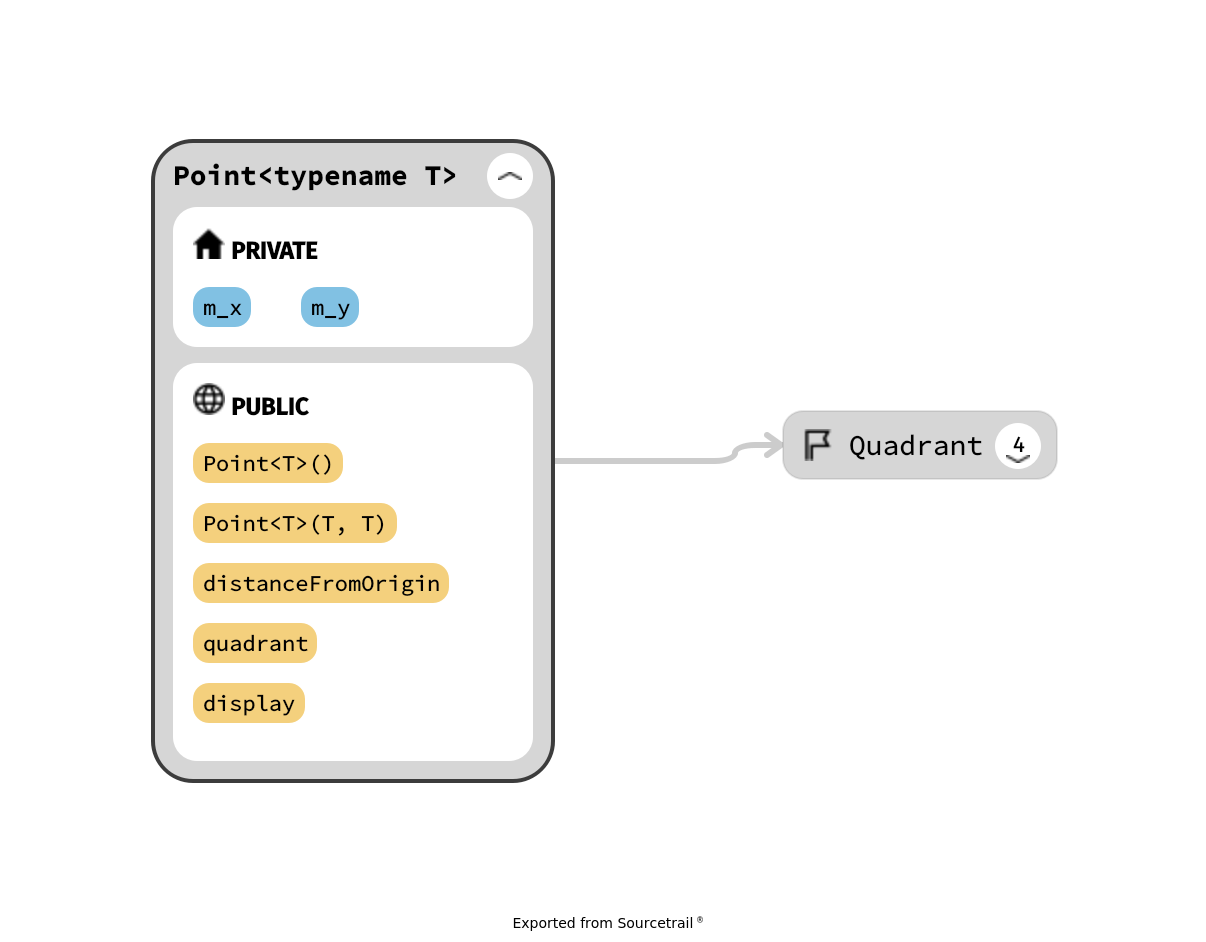 Point<typename T>
PRIVATE
m_x m_y
PUBLIC
Point<T>()
Point<T>(T, T)
distanceFromOrigin
quadrant
display
Quadrant 4
Exported from Sourcetrail ®